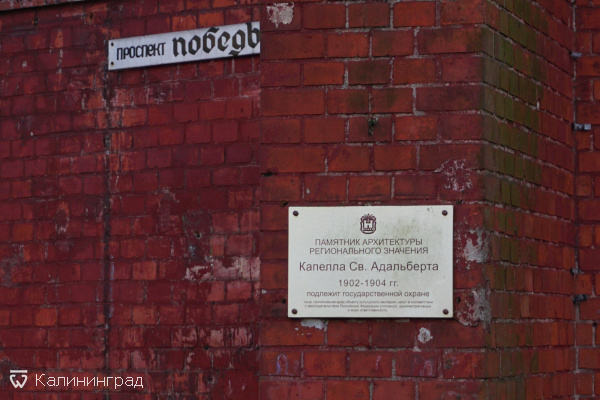 проспект победы
ПАМЯТНИК АРХИТЕКТУРЫ
РЕГИОНАЛЬНОГО ЗНАЧЕНИЯ
Капелла Св. Адальберта
1902-1904 гг.
подлежит государственной охране
Калининград